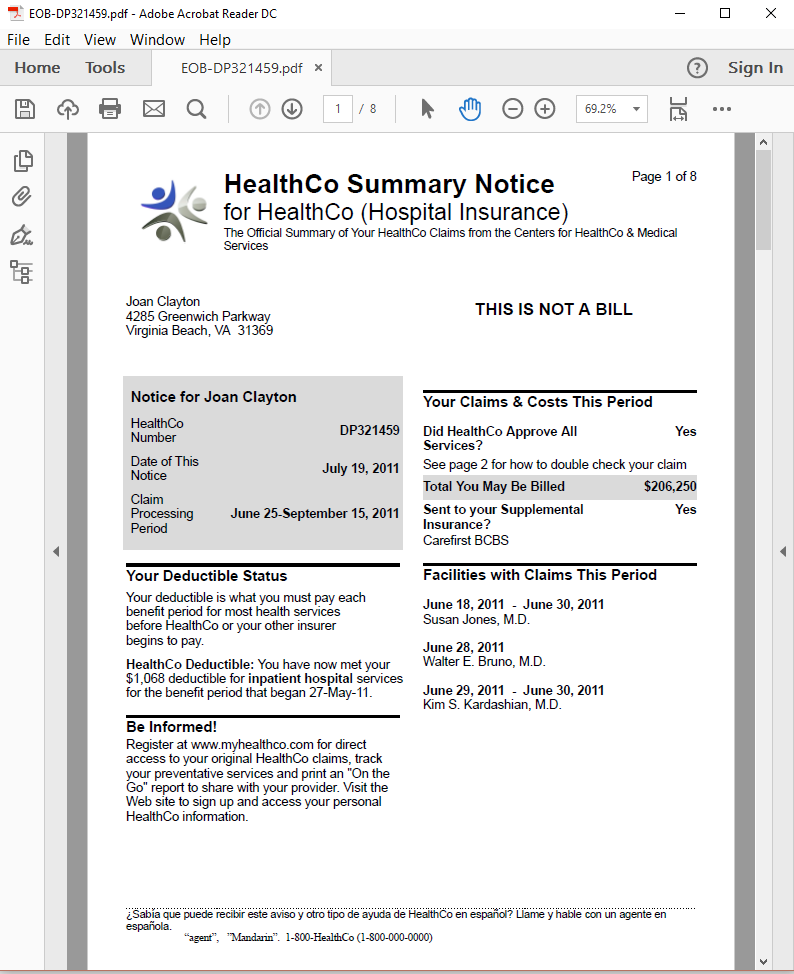 EOB-DP321459.pdf - Adobe Acrobat Reader DC
File Edit View Window Help
Home Tools EOB-DP321459.pdf × ? Sign In
1 / 8 69.2%
HealthCo Summary Notice
Page 1 of 8
for HealthCo (Hospital Insurance)
The Official Summary of Your HealthCo Claims from the Centers for HealthCo & Medical
Services
Joan Clayton
4285 Greenwich Parkway
Virginia Beach, VA 31369
THIS IS NOT A BILL
Notice for Joan Clayton
HealthCo
Number
DP321459
Date of This
Notice
July 19, 2011
Claim
Processing
Period
June 25-September 15, 2011
Your Deductible Status
Your deductible is what you must pay each
benefit period for most health services
before HealthCo or your other insurer
begins to pay.
HealthCo Deductible: You have now met your
$1,068 deductible for inpatient hospital services
for the benefit period that began 27-May-11.
Be Informed!
Register at www.myhealthco.com for direct
access to your original HealthCo claims, track
your preventative services and print an "On the
Go" report to share with your provider. Visit the
Web site to sign up and access your personal
HealthCo information.
Your Claims & Costs This Period
Did HealthCo Approve All
Services?
Yes
See page 2 for how to double check your claim
Total You May Be Billed $206,250
Sent to your Supplemental
Insurance?
Yes
Carefirst BCBS
Facilities with Claims This Period
June 18, 2011 - June 30, 2011
Susan Jones, M.D.
June 28, 2011
Walter E. Bruno, M.D.
June 29, 2011 - June 30, 2011
Kim S. Kardashian, M.D.
¿Sabía que puede recibir este aviso y otro tipo de ayuda de HealthCo en español? Llame y hable con un agente en
española.
“agent”, ”Mandarin”. 1-800-HealthCo (1-800-000-0000)